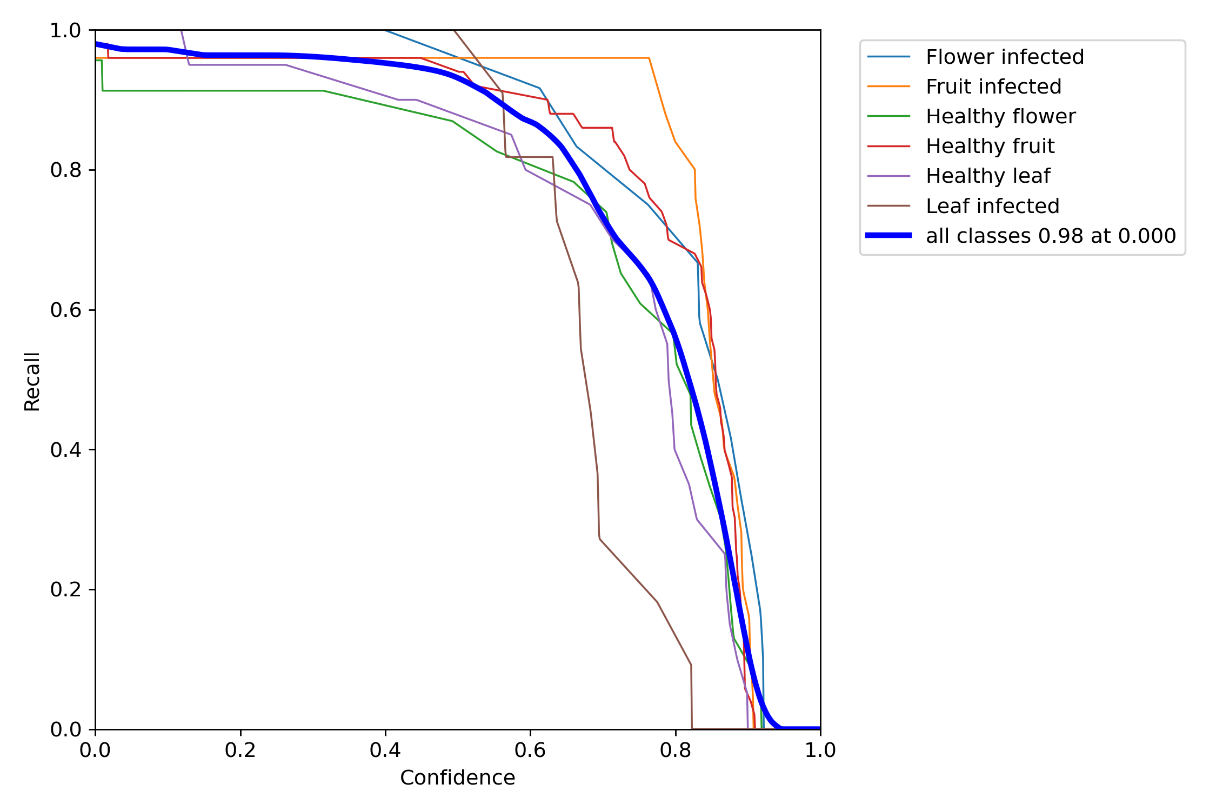 1.0
0.8
0.6
0.4
0.2
0.0
Recall
0.0 0.2 0.4 0.6 0.8 1.0
Confidence
Flower infected
Fruit infected
Healthy flower
Healthy fruit
Healthy leaf
Leaf infected
all classes 0.98 at 0.000